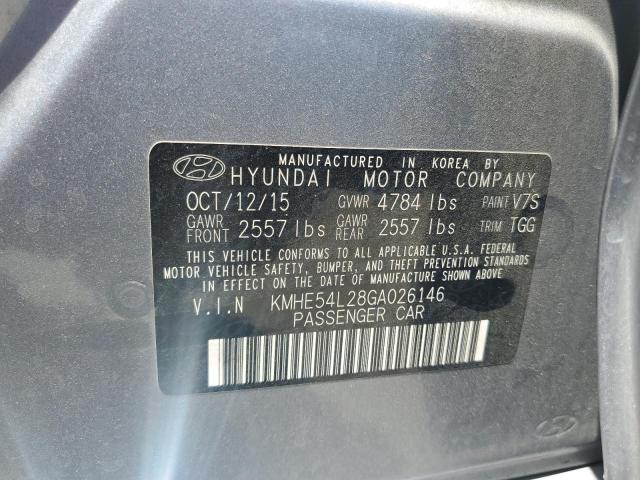 MANUFACTURED IN KOREA BY
HYUNDAI MOTOR COMPANY
OCT/12/15 GVWR 4784 lbs PAINT V7S
GAWR FRONT 2557 lbs GAWR REAR 2557 lbs TRIM TGG
THIS VEHICLE CONFORMS TO ALL APPLICABLE U.S.A. FEDERAL
MOTOR VEHICLE SAFETY, BUMPER, AND THEFT PREVENTION STANDARDS
IN EFFECT ON THE DATE OF MANUFACTURE SHOWN ABOVE.
V.I.N KMHE54L28GA026146
PASSENGER CAR